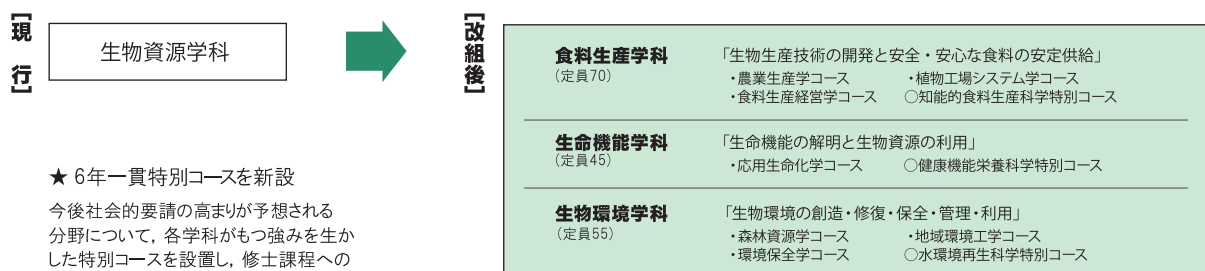 【現 行】
生物資源学科
★ 6年一貫特別コースを新設
今後社会的要請の高まりが予想される
分野について，各学科がもつ強みを生か
した特別コースを設置し，修士課程への
【改組後】
食料生産学科 「生物生産技術の開発と安全・安心な食料の安定供給」
（定員70） ・農業生産学コース ・植物工場システム学コース
・食料生産経営学コース ○知能的食料生産科学特別コース
生命機能学科 「生命機能の解明と生物資源の利用」
（定員45） ・応用生命化学コース ○健康機能栄養科学特別コース
生物環境学科 「生物環境の創造・修復・保全・管理・利用」
（定員55） ・森林資源学コース ・地域環境工学コース
・環境保全学コース ○水環境再生科学特別コース